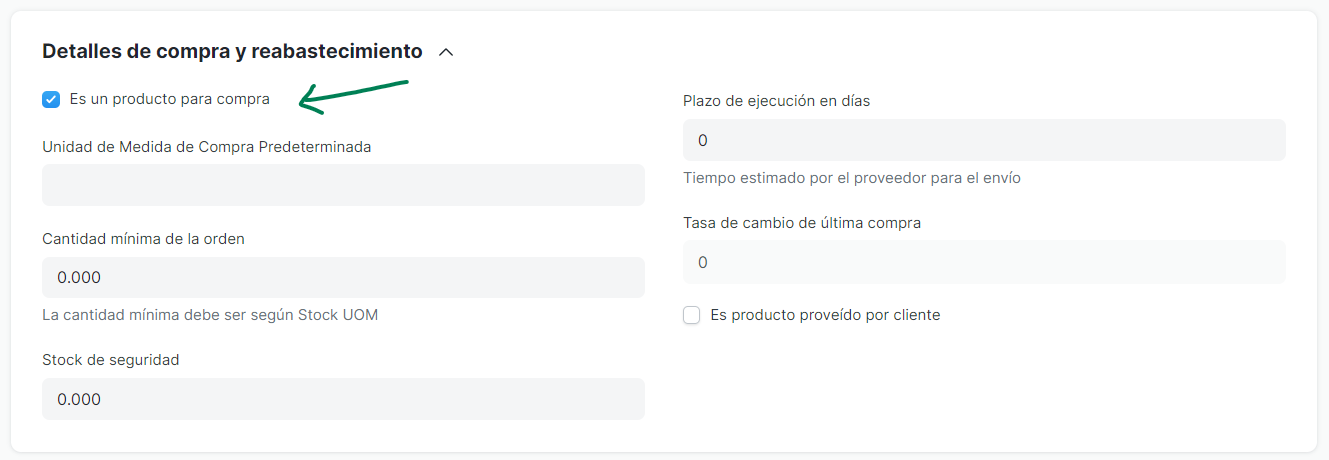 Detalles de compra y reabastecimiento
Es un producto para compra
Unidad de Medida de Compra Predeterminada
Cantidad mínima de la orden
0.000
La cantidad mínima debe ser según Stock UOM
Stock de seguridad
0.000
Plazo de ejecución en días
0
Tiempo estimado por el proveedor para el envío
Tasa de cambio de última compra
0
Es producto proveído por cliente